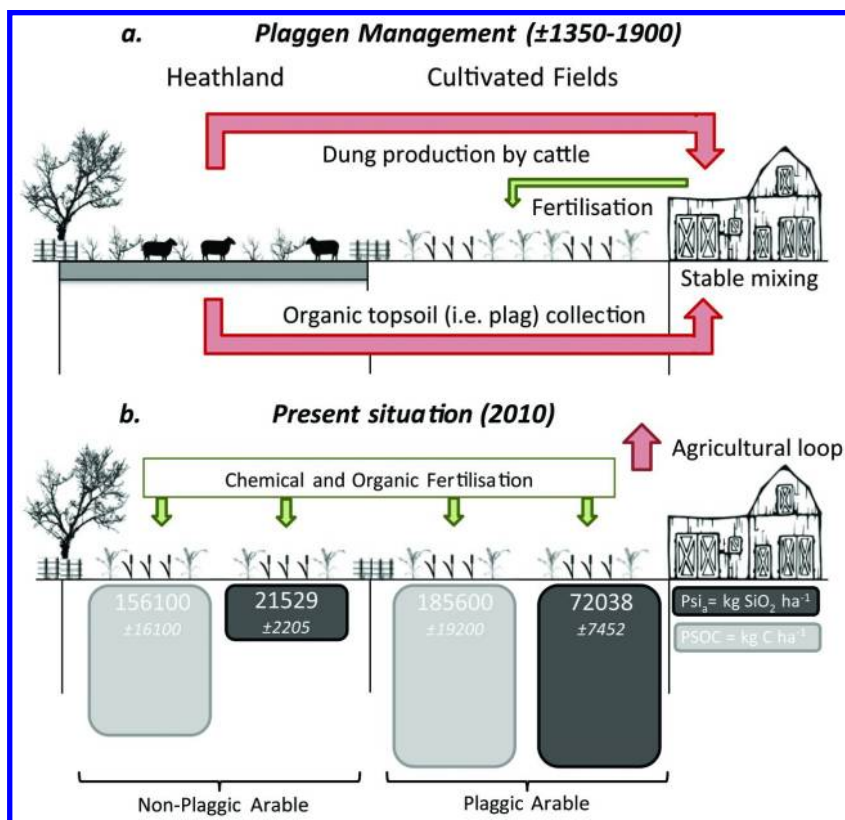 a. Plaggen Management (±1350-1900)
Heathland Cultivated Fields
Dung production by cattle
Fertilisation
Stable mixing
Organic topsoil (i.e. plag) collection
b. Present situation (2010)
Agricultural loop
Chemical and Organic Fertilisation
156100 21529 185600 72038
±16100 ±2205 ±19200 ±7452
Psiₐ= kg SiO₂ ha⁻¹
PSOC = kg C ha⁻¹
Non-Plaggic Arable Plaggic Arable